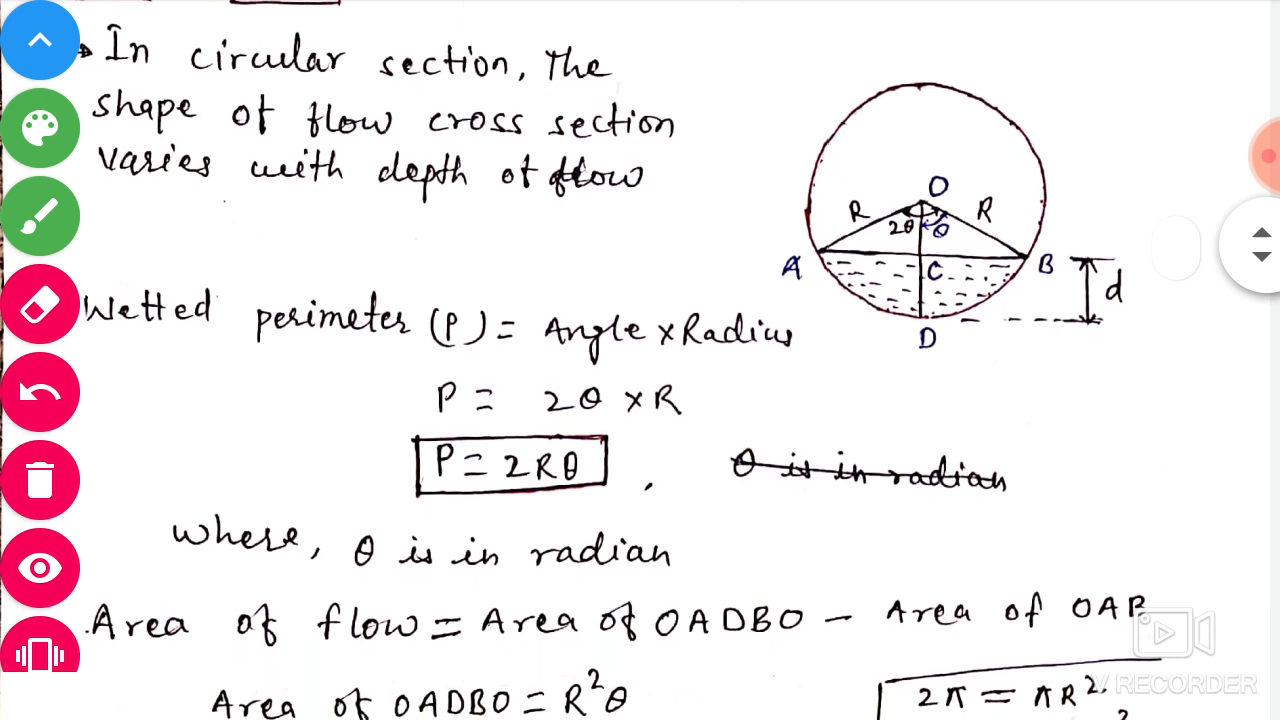 In circular section, the
shape of flow cross section
varies with depth of flow
O
R
R
2θ
θ
A
C
B
d
D
Wetted perimeter (P) = Angle × Radius
P = 2θ × R
P = 2Rθ , θ is in radian
where, θ is in radian
Area of flow = Area of OADBO - Area of OAB
Area of OADBO = R²θ
2π = πR²
V RECORDER